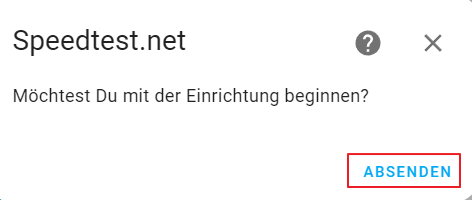 Speedtest.net
Möchtest Du mit der Einrichtung beginnen?
ABSENDEN